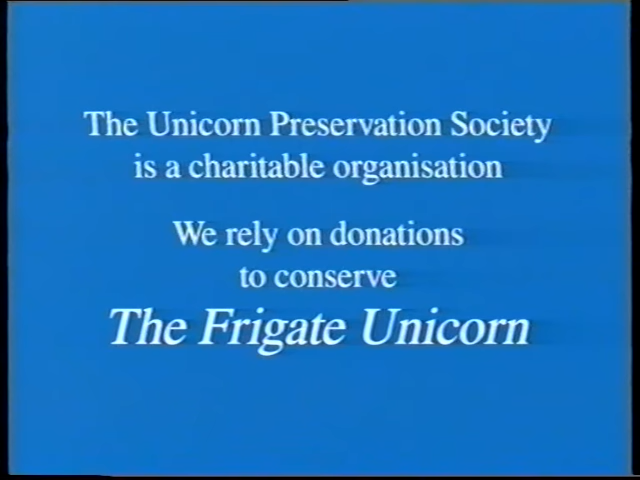 The Unicorn Preservation Society
is a charitable organisation
We rely on donations
to conserve
The Frigate Unicorn